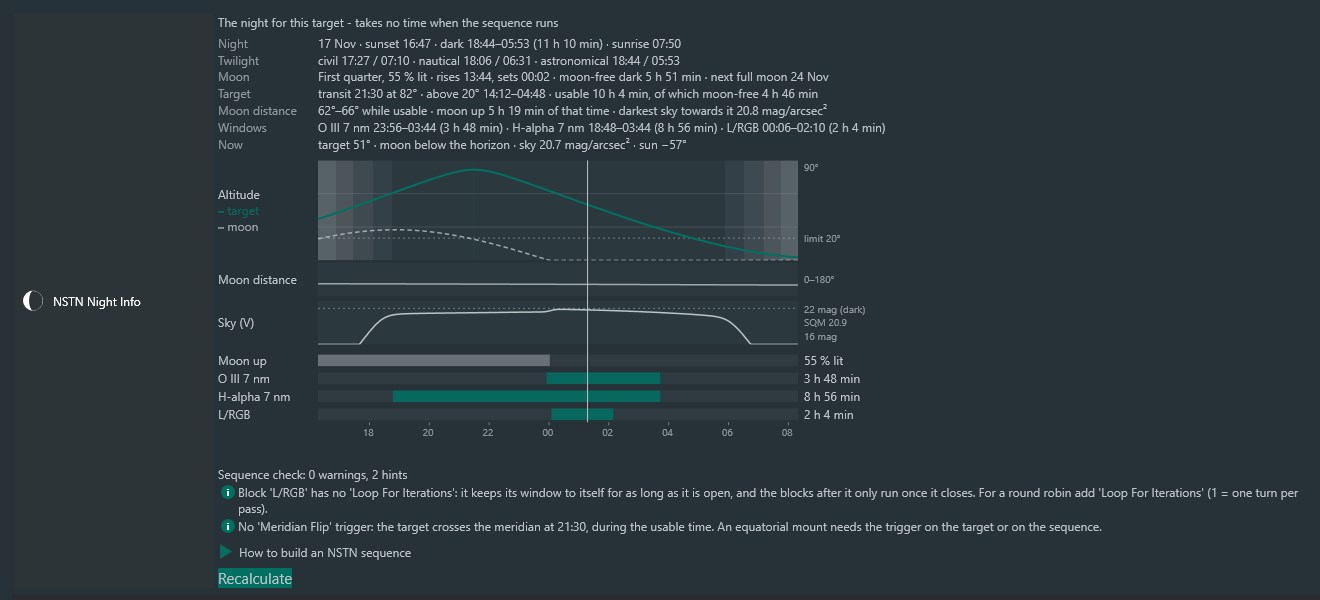 The night for this target - takes no time when the sequence runs
Night 17 Nov · sunset 16:47 · dark 18:44–05:53 (11 h 10 min) · sunrise 07:50
Twilight civil 17:27 / 07:10 · nautical 18:06 / 06:31 · astronomical 18:44 / 05:53
Moon First quarter, 55 % lit · rises 13:44, sets 00:02 · moon-free dark 5 h 51 min · next full moon 24 Nov
Target transit 21:30 at 82° · above 20° 14:12–04:48 · usable 10 h 4 min, of which moon-free 4 h 46 min
Moon distance 62°–66° while usable · moon up 5 h 19 min of that time · darkest sky towards it 20.8 mag/arcsec²
Windows O III 7 nm 23:56–03:44 (3 h 48 min) · H-alpha 7 nm 18:48–03:44 (8 h 56 min) · L/RGB 00:06–02:10 (2 h 4 min)
Now target 51° · moon below the horizon · sky 20.7 mag/arcsec² · sun −57°
90°
Altitude
– target
– moon
limit 20°
Moon distance 0–180°
22 mag (dark)
Sky (V) SQM 20.9
16 mag
NSTN Night Info
Moon up 55 % lit
O III 7 nm 3 h 48 min
H-alpha 7 nm 8 h 56 min
L/RGB 2 h 4 min
18 20 22 00 02 04 06 08
Sequence check: 0 warnings, 2 hints
i Block 'L/RGB' has no 'Loop For Iterations': it keeps its window to itself for as long as it is open, and the blocks after it only run once it closes. For a round robin add 'Loop For Iterations' (1 = one turn per
pass).
i No 'Meridian Flip' trigger: the target crosses the meridian at 21:30, during the usable time. An equatorial mount needs the trigger on the target or on the sequence.
How to build an NSTN sequence
Recalculate